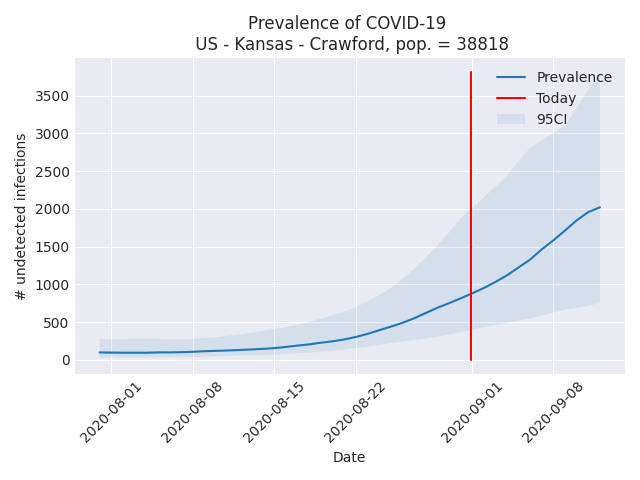 Prevalence of COVID-19
US - Kansas - Crawford, pop. = 38818
Prevalence
Today
95CI
# undetected infections
3500
3000
2500
2000
1500
1000
500
0
2020-08-01
2020-08-08
2020-08-15
2020-08-22
2020-09-01
2020-09-08
Date